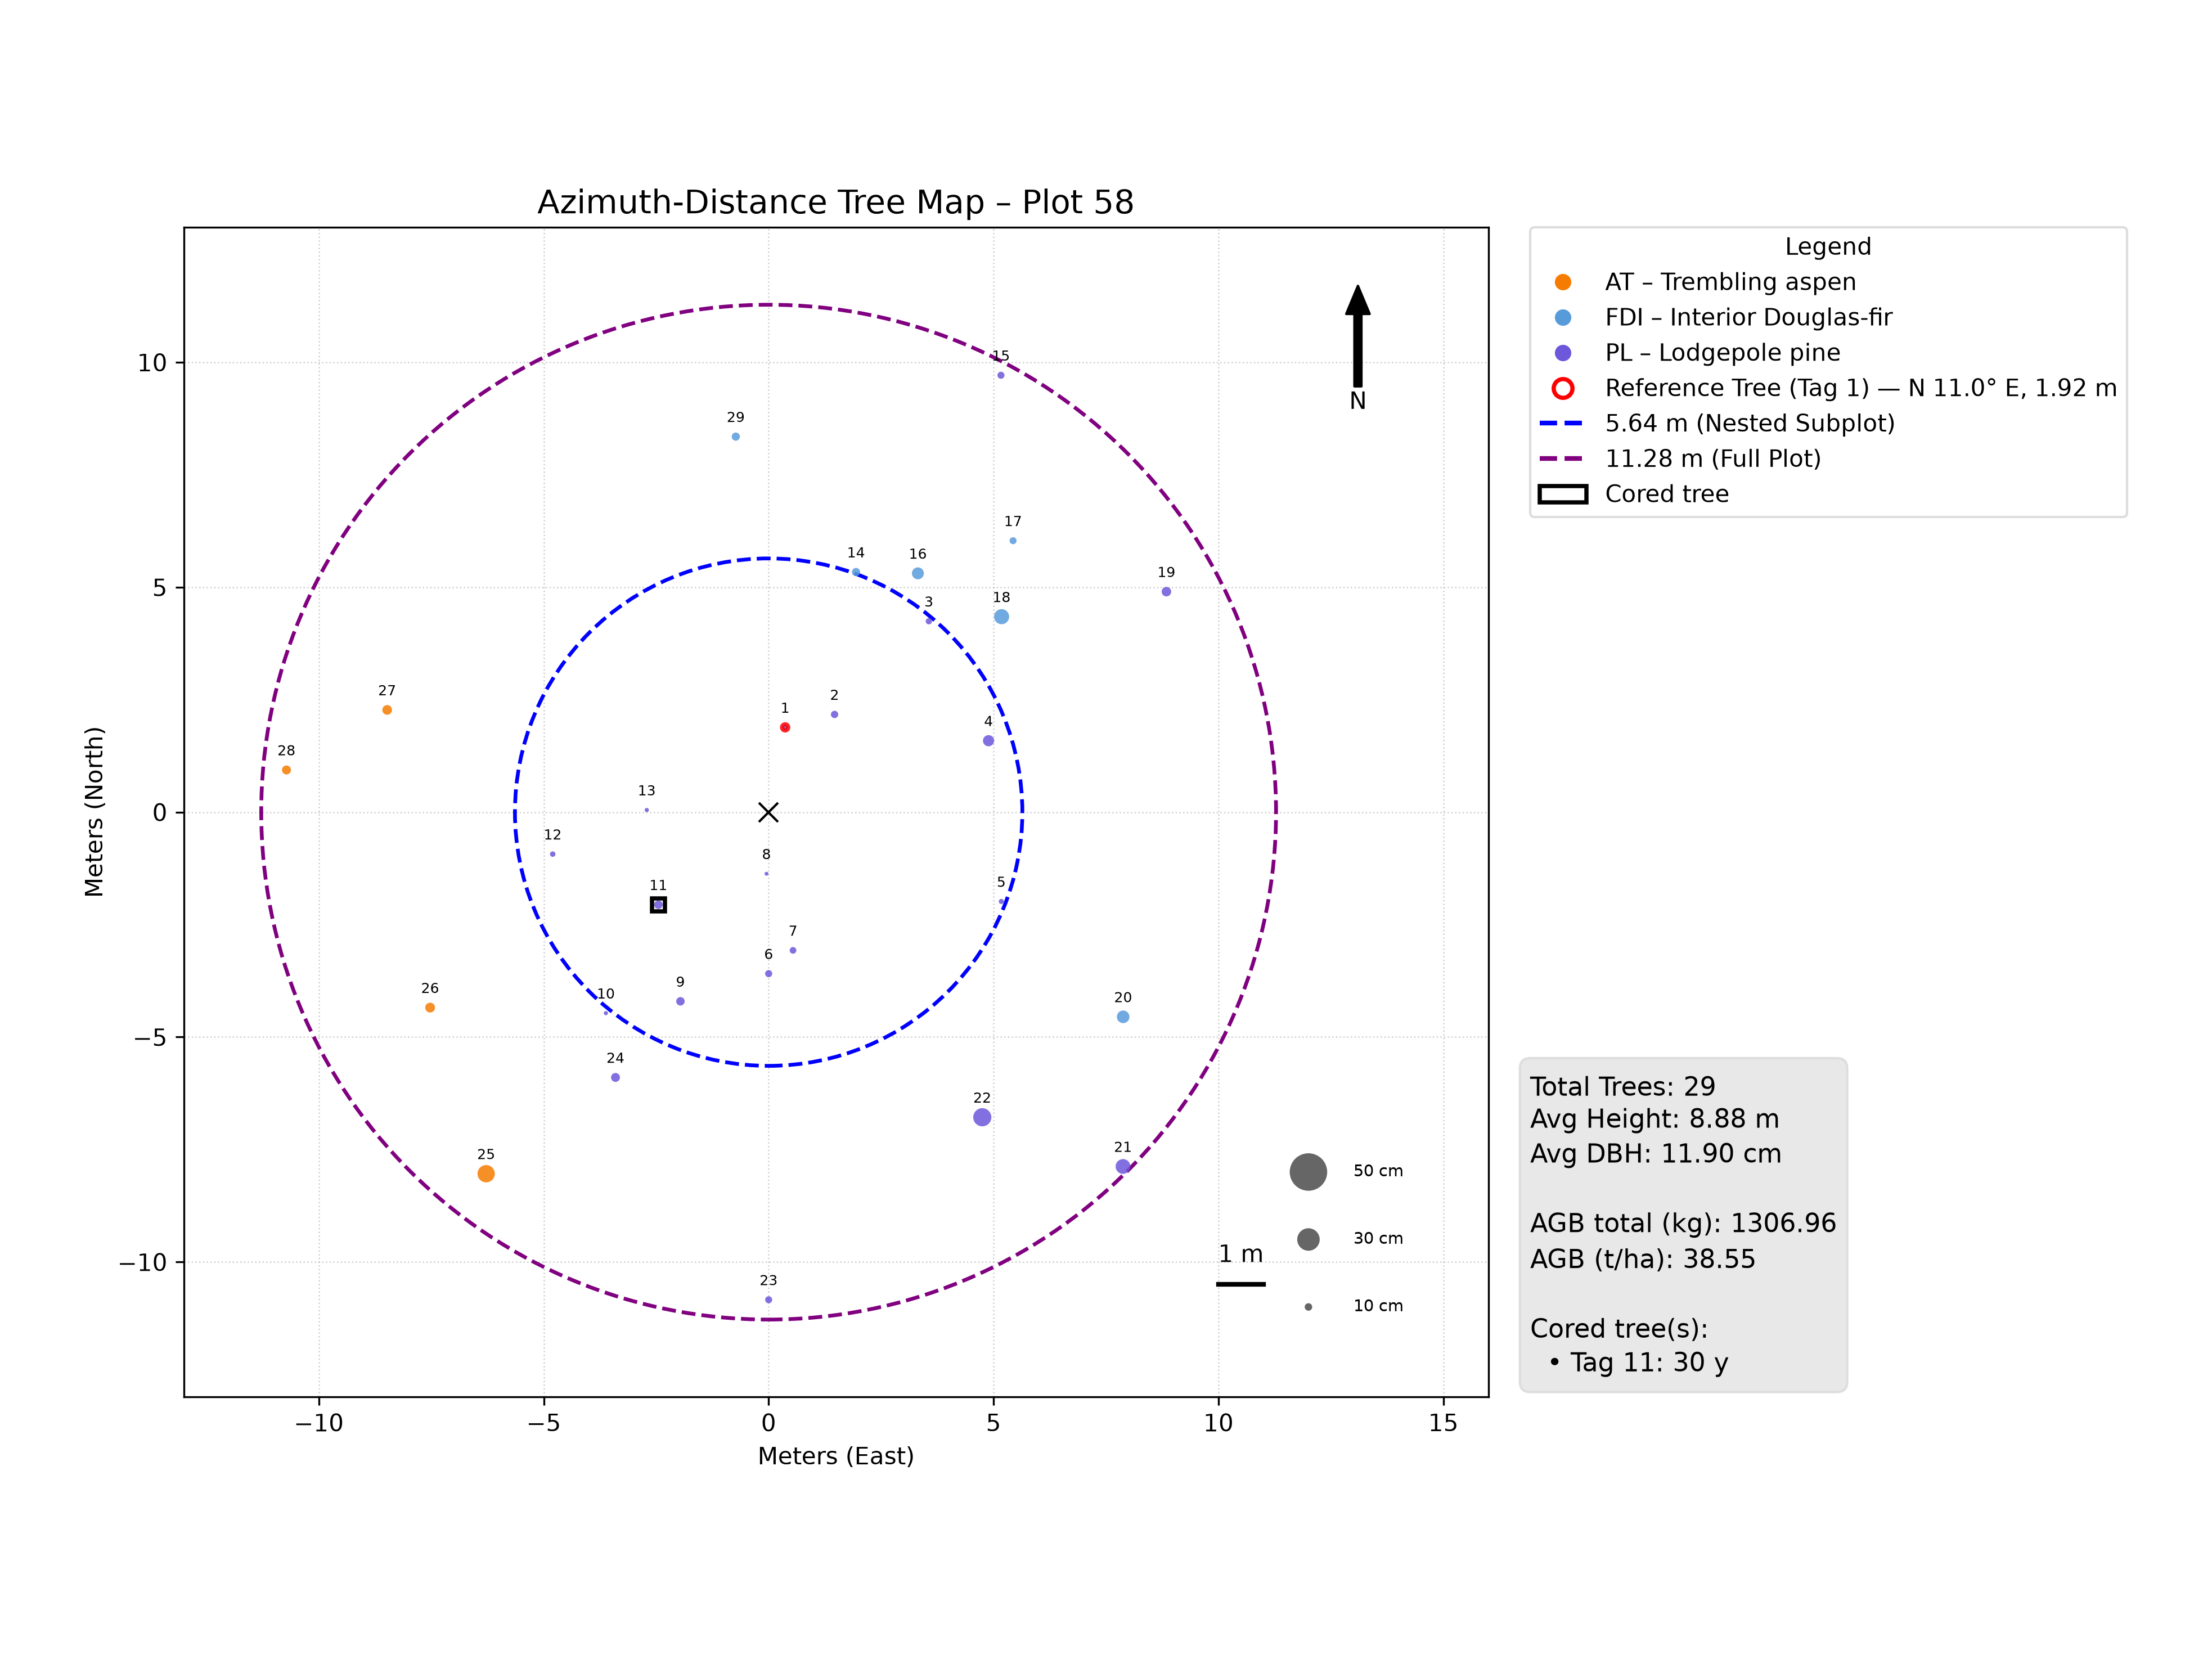 Azimuth-Distance Tree Map – Plot 58
Legend
AT – Trembling aspen
FDI – Interior Douglas-fir
PL – Lodgepole pine
Reference Tree (Tag 1) — N 11.0° E, 1.92 m
5.64 m (Nested Subplot)
11.28 m (Full Plot)
Cored tree
N
15
29
17
14
16
18
3
19
27
2
1
4
28
13
12
8
11
5
7
6
9
10
26
20
24
22
21
25
23
50 cm
30 cm
10 cm
1 m
10
5
0
−5
−10
Meters (North)
−10
−5
0
5
10
15
Meters (East)
Total Trees: 29
Avg Height: 8.88 m
Avg DBH: 11.90 cm
AGB total (kg): 1306.96
AGB (t/ha): 38.55
Cored tree(s):
• Tag 11: 30 y